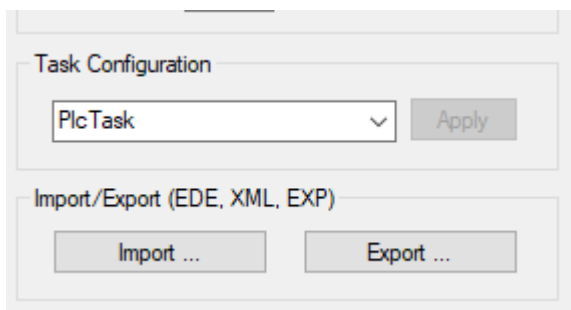 Task Configuration
PlcTask
Apply
Import/Export (EDE, XML, EXP)
Import ...
Export ...